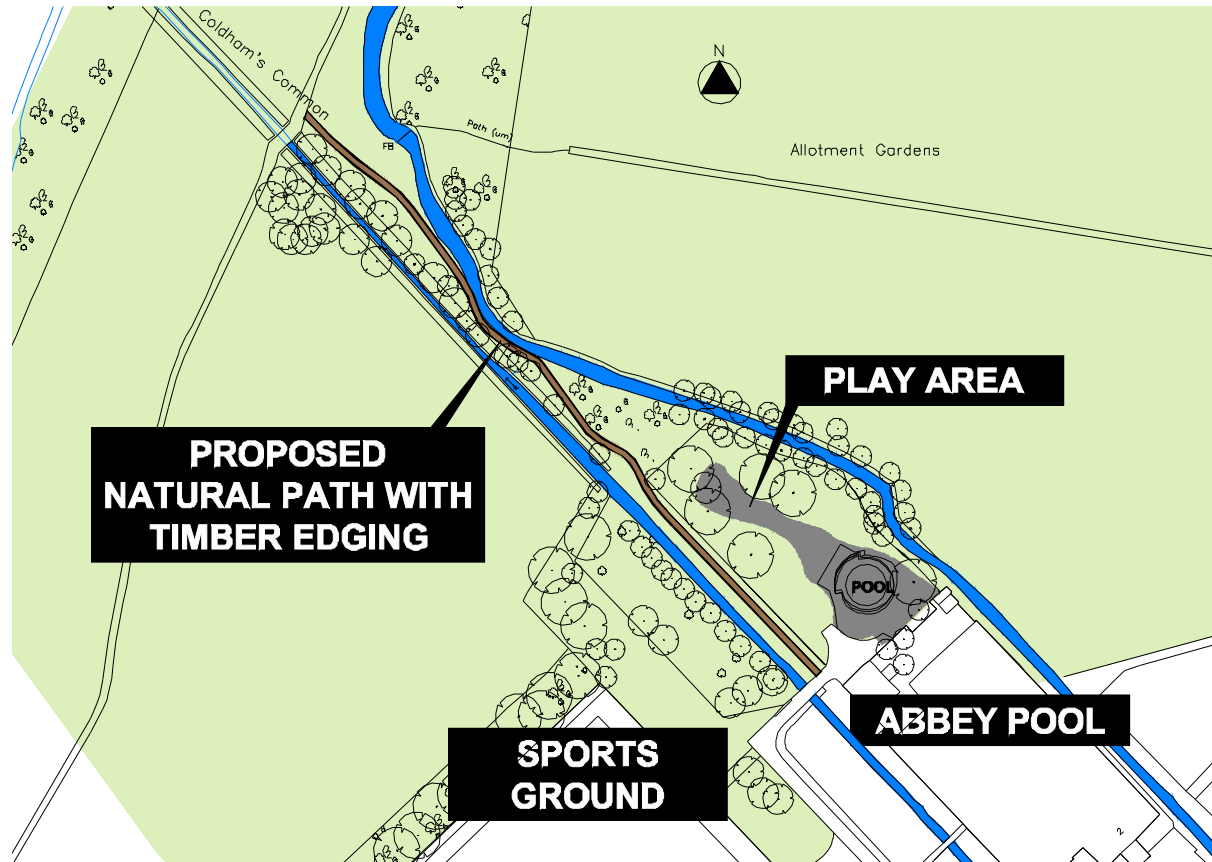 Coldham's Common
N
Path (um)
FB
Allotment Gardens
PLAY AREA
PROPOSED
NATURAL PATH WITH
TIMBER EDGING
POOL
ABBEY POOL
SPORTS
GROUND
2